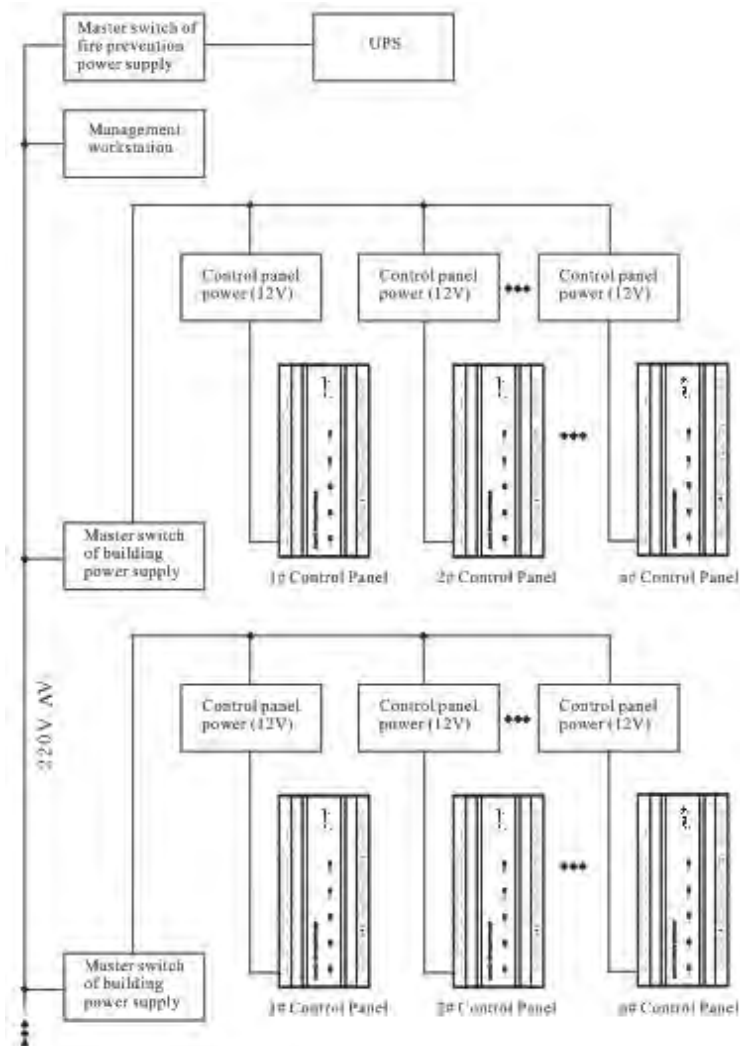 Master switch of
fire prevention
power supply
UPS
Management
workstation
Control panel
power (12V)
Control panel
power (12V)
Control panel
power (12V)
Master switch
of building
power supply
1# Control Panel
2# Control Panel
n# Control Panel
220V AV
Control panel
power (12V)
Control panel
power (12V)
Control panel
power (12V)
Master switch
of building
power supply
1# Control Panel
2# Control Panel
n# Control Panel